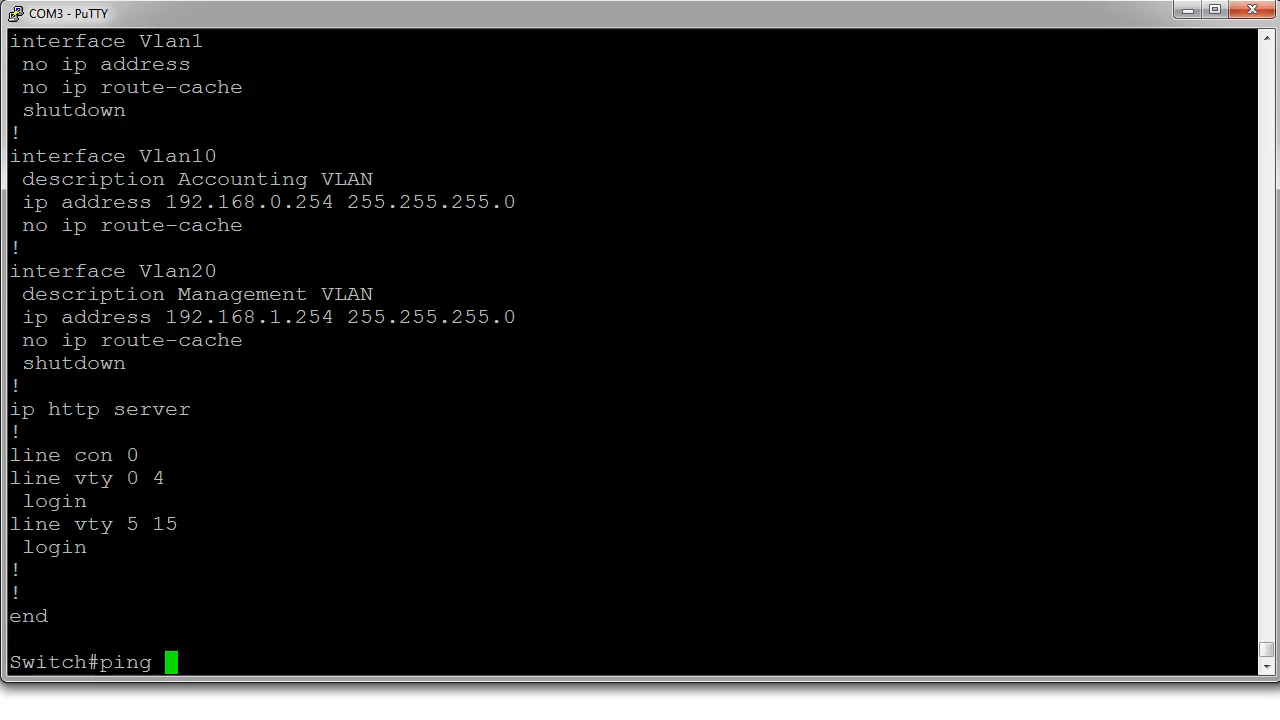 COM3 - PuTTY
interface Vlan1
 no ip address
 no ip route-cache
 shutdown
!
interface Vlan10
 description Accounting VLAN
 ip address 192.168.0.254 255.255.255.0
 no ip route-cache
!
interface Vlan20
 description Management VLAN
 ip address 192.168.1.254 255.255.255.0
 no ip route-cache
 shutdown
!
ip http server
!
line con 0
line vty 0 4
 login
line vty 5 15
 login
!
!
end
Switch#ping